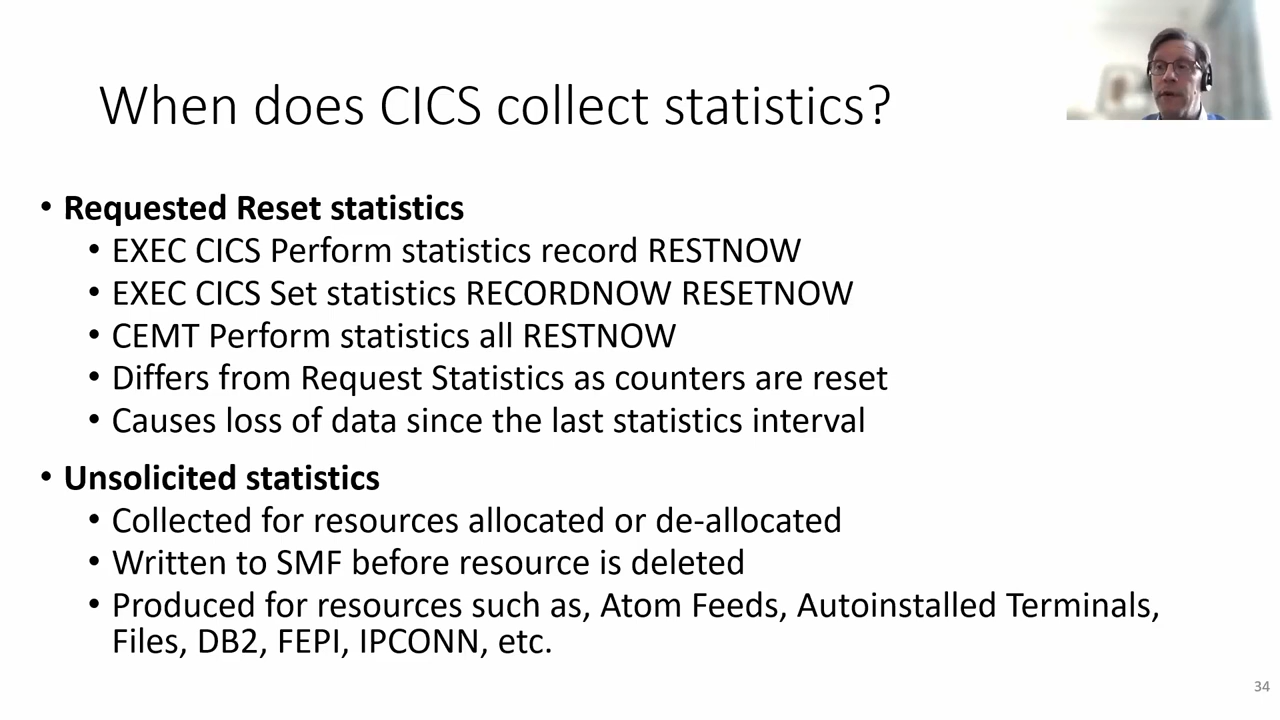 When does CICS collect statistics?
• Requested Reset statistics
• EXEC CICS Perform statistics record RESTNOW
• EXEC CICS Set statistics RECORDNOW RESETNOW
• CEMT Perform statistics all RESTNOW
• Differs from Request Statistics as counters are reset
• Causes loss of data since the last statistics interval
• Unsolicited statistics
• Collected for resources allocated or de-allocated
• Written to SMF before resource is deleted
• Produced for resources such as, Atom Feeds, Autoinstalled Terminals,
Files, DB2, FEPI, IPCONN, etc.
34